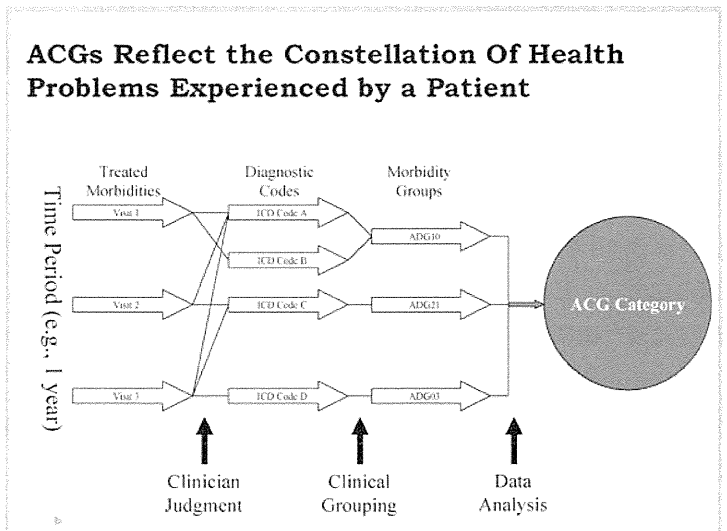 ACGs Reflect the Constellation Of Health
Problems Experienced by a Patient
Treated
Morbidities
Diagnostic
Codes
Morbidity
Groups
Time Period (e.g., 1 year)
Visit 1
ICD Code A
ADG10
ICD Code B
Visit 2
ICD Code C
ADG21
ACG Category
Visit 3
ICD Code D
ADG03
Clinician
Judgment
Clinical
Grouping
Data
Analysis